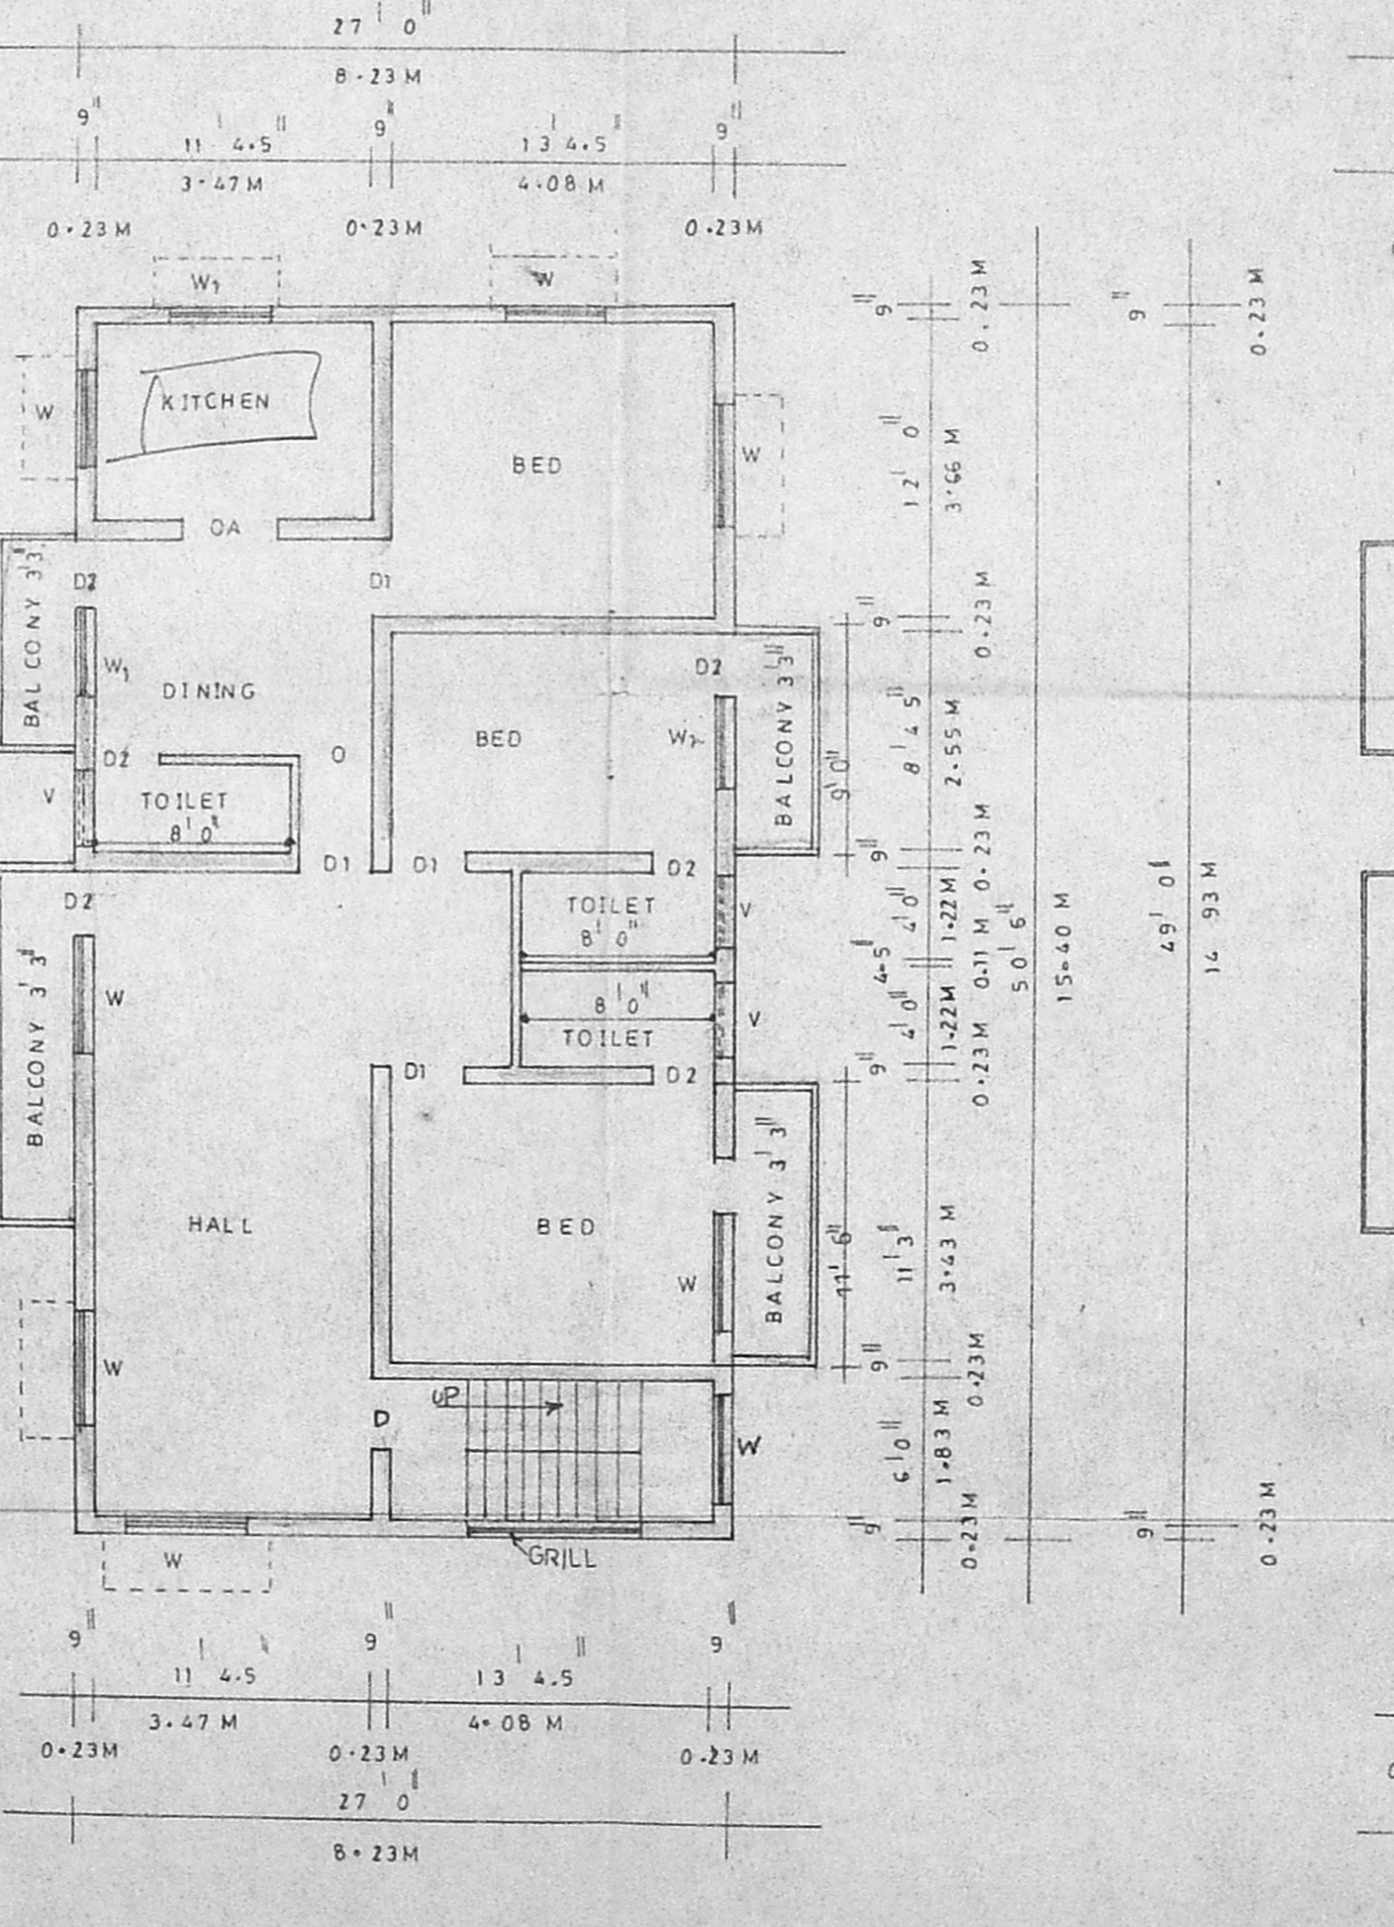 27' 0"
8.23 M
9" 11' 4.5" 9" 13' 4.5" 9"
3.47 M 4.08 M
0.23 M 0.23 M 0.23 M
W1 W
W KITCHEN BED W
OA
D2 D1
BALCONY 3' 3"
W1 DINING
D2 O
V TOILET
8' 0"
D1 D1 D2
BED W2 D2
BALCONY 3' 3"
9' 0"
D2 TOILET V
8' 0"
W 8' 0" V
TOILET
D1 D2
BALCONY 3' 3"
HALL BED
W BALCONY 3' 3"
11' 6"
W
UP
D W
GRILL
W
9" 0.23 M
12' 0" 3.66 M
9" 0.23 M
8' 4.5" 2.55 M
9" 0.23 M
4' 0" 1.22 M
4.5" 0.11 M
4' 0" 1.22 M
9" 0.23 M
11' 3" 3.43 M
9" 0.23 M
6' 0" 1.83 M
9" 0.23 M
50' 6"
15.40 M
9" 0.23 M
49' 0"
14 93 M
9" 0.23 M
9" 11' 4.5 9" 13' 4.5" 9"
3.47 M 4.08 M
0.23 M 0.23 M 0.23 M
27' 0"
8.23 M